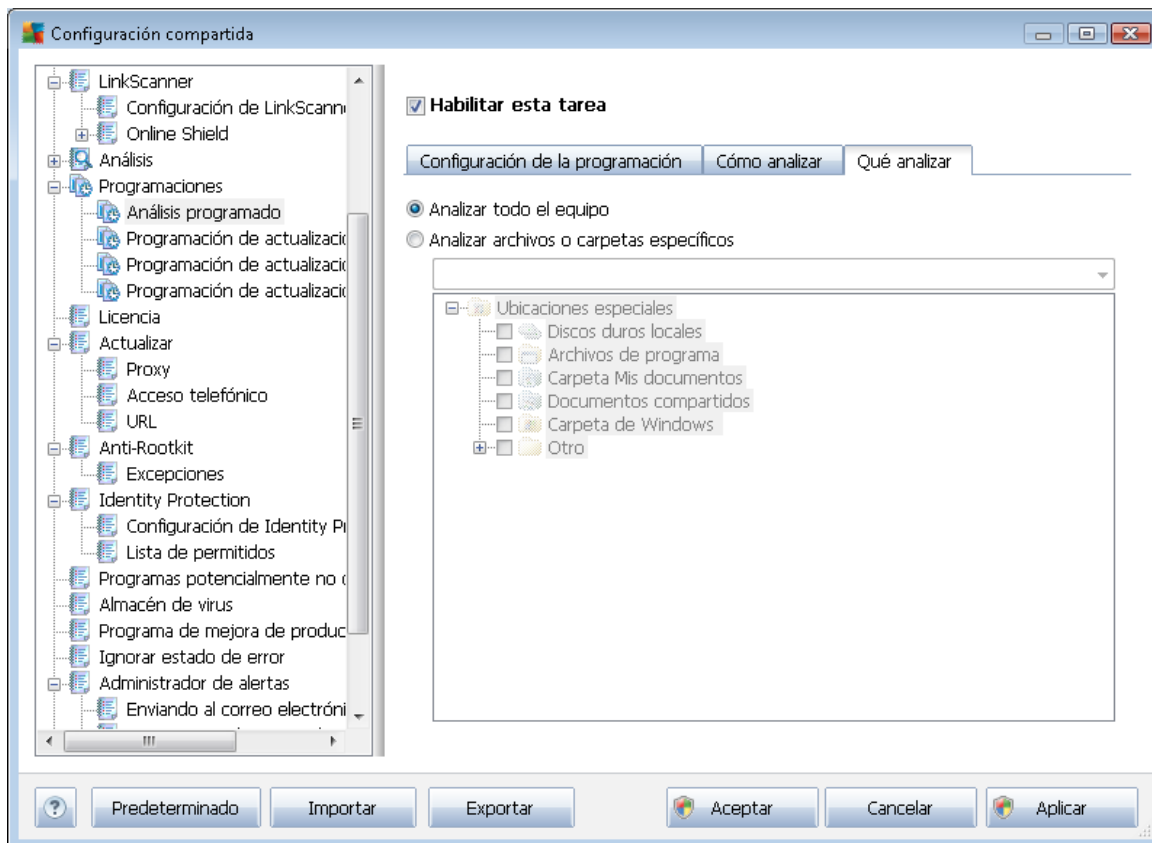 Configuración compartida
LinkScanner
Configuración de LinkScann
Online Shield
Análisis
Programaciones
Análisis programado
Programación de actualizaci
Programación de actualizaci
Programación de actualizaci
Licencia
Actualizar
Proxy
Acceso telefónico
URL
Anti-Rootkit
Excepciones
Identity Protection
Configuración de Identity P
Lista de permitidos
Programas potencialmente no
Almacén de virus
Programa de mejora de produc
Ignorar estado de error
Administrador de alertas
Enviando al correo electróni
Habilitar esta tarea
Configuración de la programación
Cómo analizar
Qué analizar
Analizar todo el equipo
Analizar archivos o carpetas específicos
Ubicaciones especiales
Discos duros locales
Archivos de programa
Carpeta Mis documentos
Documentos compartidos
Carpeta de Windows
Otro
?
Predeterminado
Importar
Exportar
Aceptar
Cancelar
Aplicar